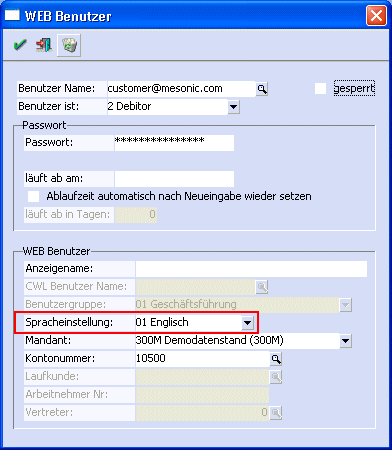 WEB Benutzer
Benutzer Name: customer@mesonic.com gesperrt
Benutzer ist: 2 Debitor
Passwort
Passwort: ***************
läuft ab am:
Ablaufzeit automatisch nach Neueingabe wieder setzen
läuft ab in Tagen: 0
WEB Benutzer
Anzeigename:
CWL Benutzer Name:
Benutzergruppe: 01 Geschäftsführung
Spracheinstellung: 01 Englisch
Mandant: 300M Demodatenstand (300M)
Kontonummer: 10500
Laufkunde:
Arbeitnehmer Nr:
Vertreter: 0